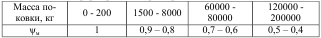 Масса по-
ковки, кг
0 - 200
1500 - 8000
60000 -
80000
120000 -
200000
ψм
1
0,9 – 0,8
0,7 – 0,6
0,5 – 0,4